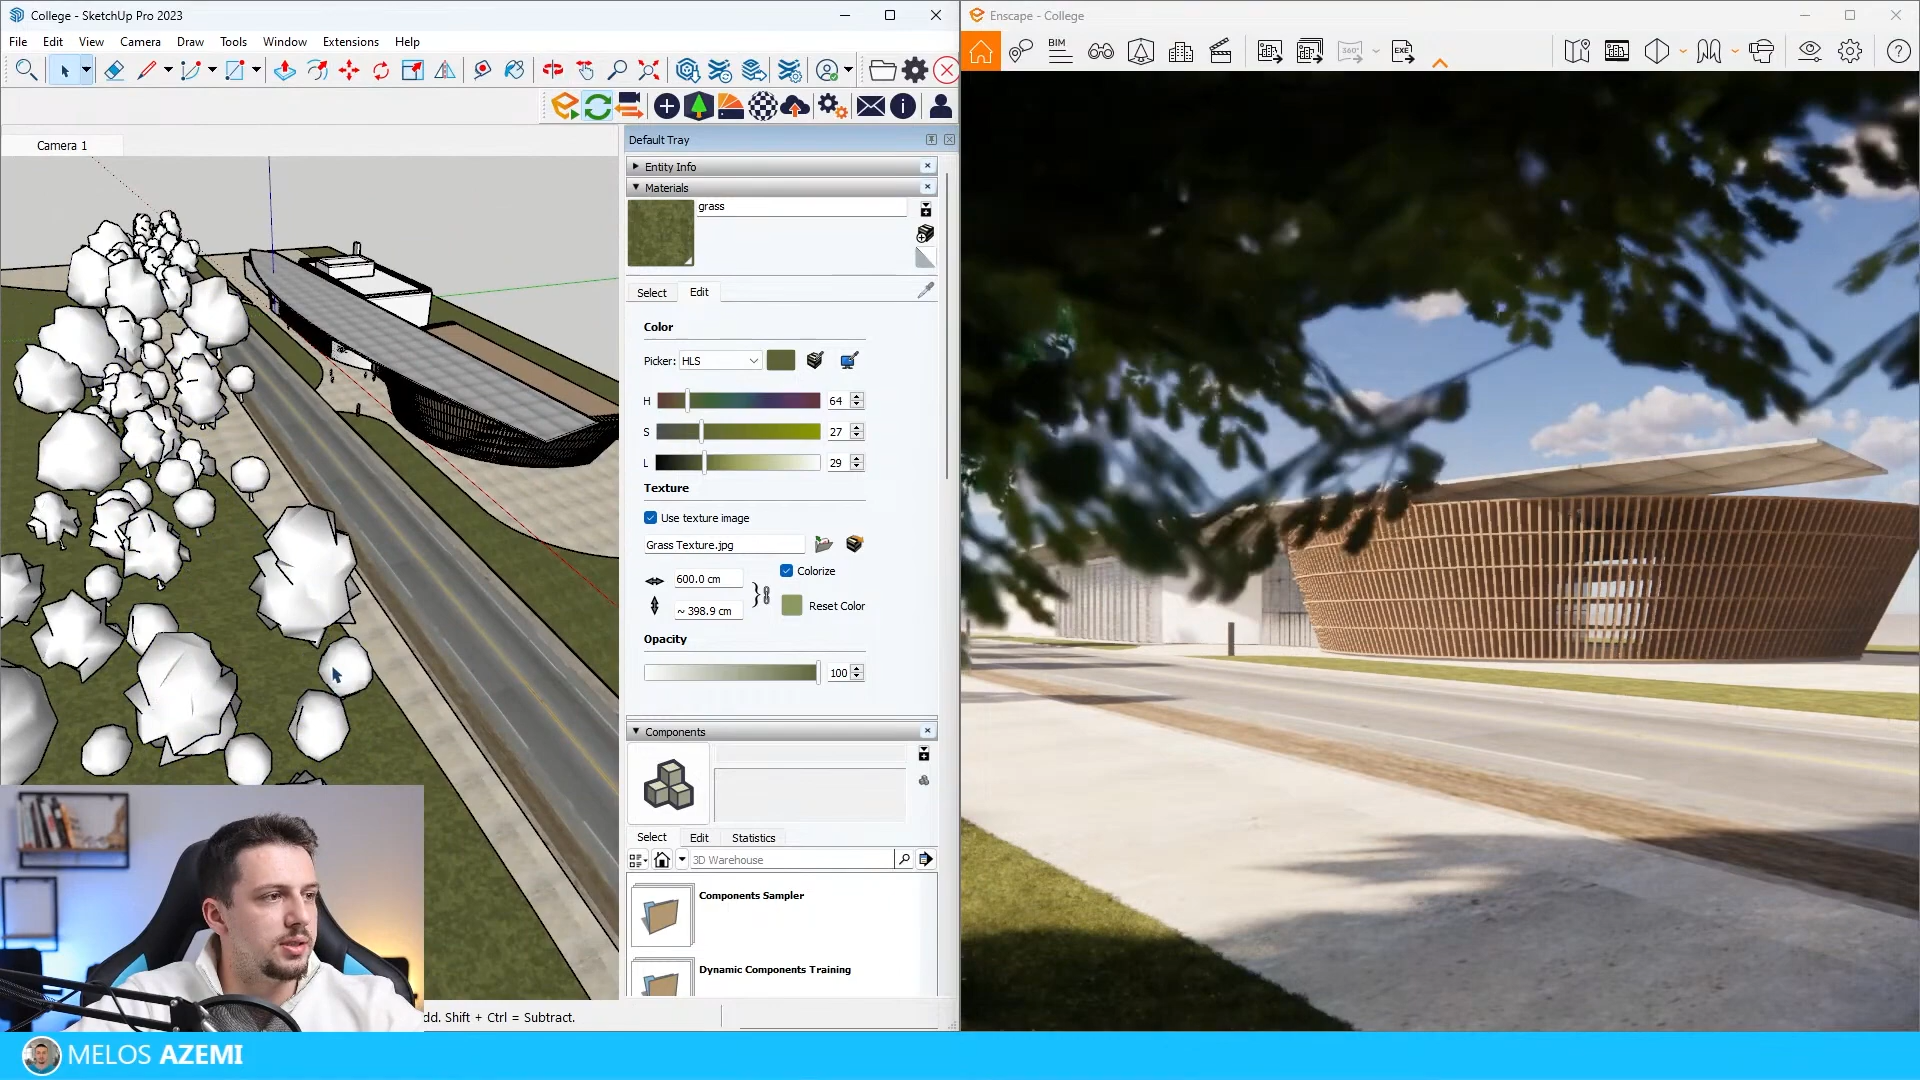 College - SketchUp Pro 2023
File Edit View Camera Draw Tools Window Extensions Help
Camera 1
Default Tray
Entity Info
Materials
grass
Select Edit
Color
Picker: HLS
H 64
S 27
L 29
Texture
Use texture image
Grass Texture.jpg
600.0 cm
Colorize
~ 398.9 cm
Reset Color
Opacity
100
Components
Select Edit Statistics
3D Warehouse
Components Sampler
Dynamic Components Training
dd. Shift + Ctrl = Subtract.
Enscape - College
BIM
360°
EXE
MELOS AZEMI